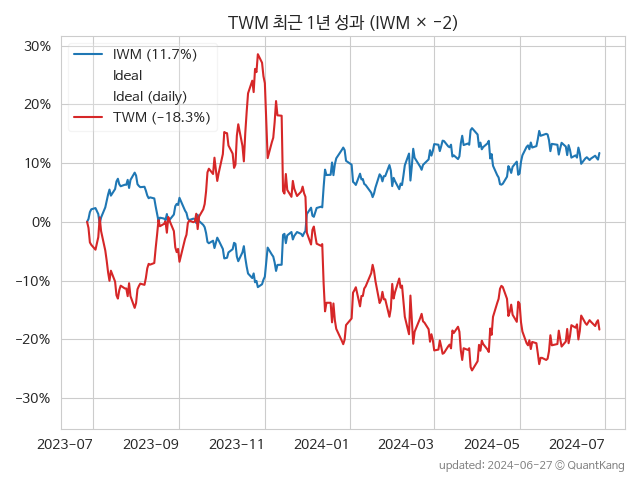 TWM 최근 1년 성과 (IWM × −2)
30%
20%
10%
0%
−10%
−20%
−30%
IWM (11.7%)
Ideal
Ideal (daily)
TWM (−18.3%)
2023−07
2023−09
2023−11
2024−01
2024−03
2024−05
2024−07
updated: 2024-06-27 © QuantKang